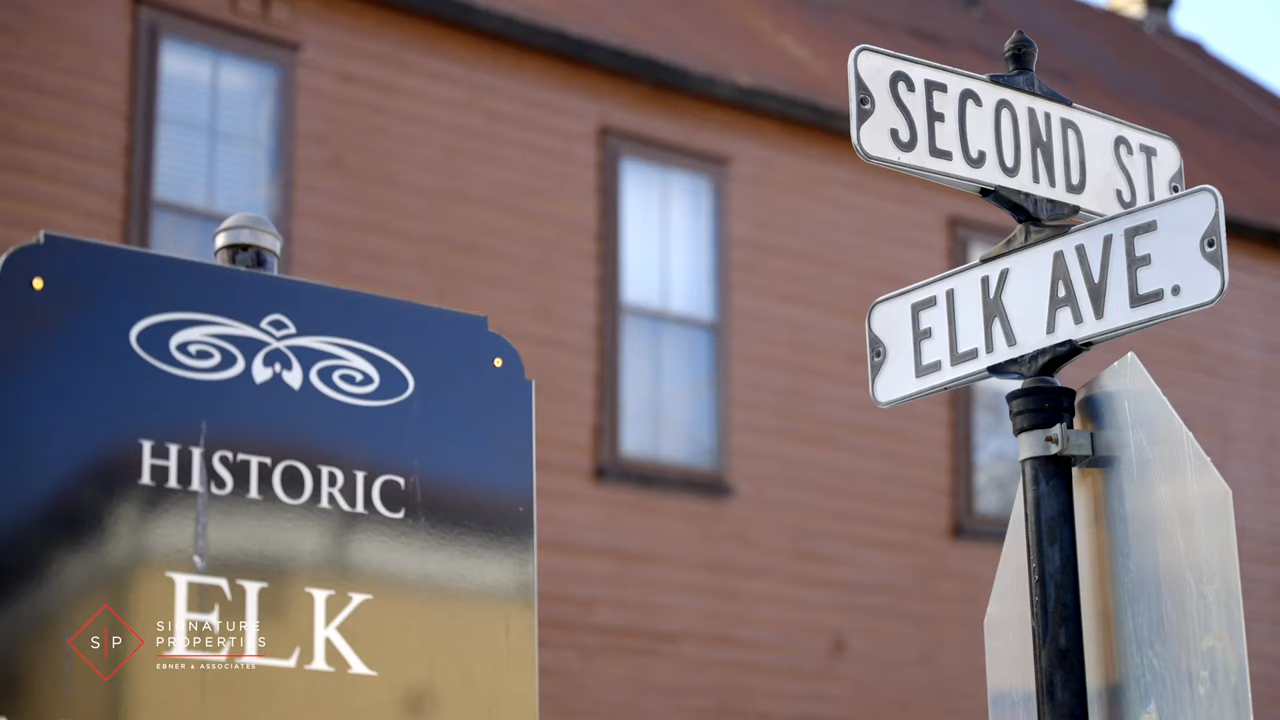 SECOND ST
ELK AVE.
HISTORIC
ELK
S|P
SIGNATURE
PROPERTIES
EBNER & ASSOCIATES